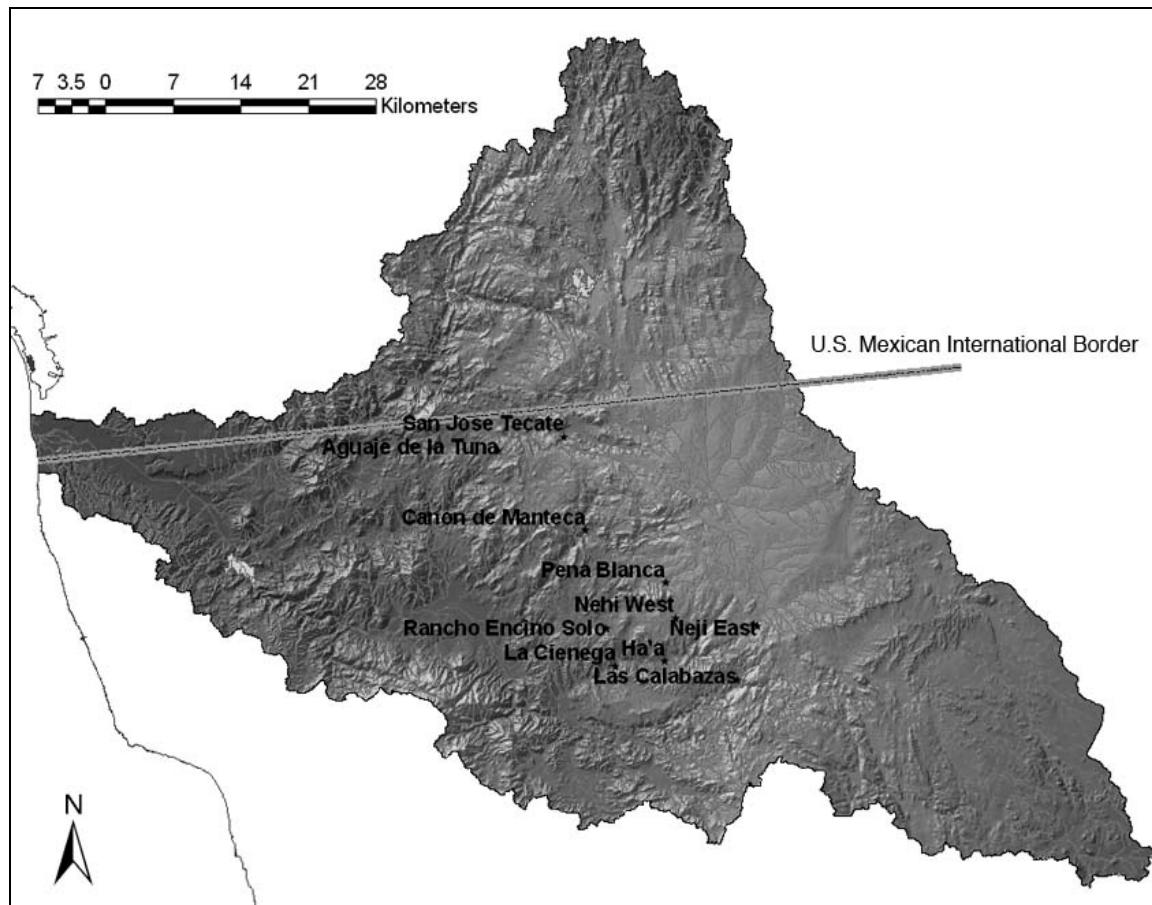 7 3.5 0 7 14 21 28
Kilometers
U.S. Mexican International Border
San Jose Tecate
Aguaje de la Tuna
Canon de Manteca
Pena Blanca
Nehi West
Rancho Encino Solo
Neji East
La Cienega
Ha'a
Las Calabazas
N